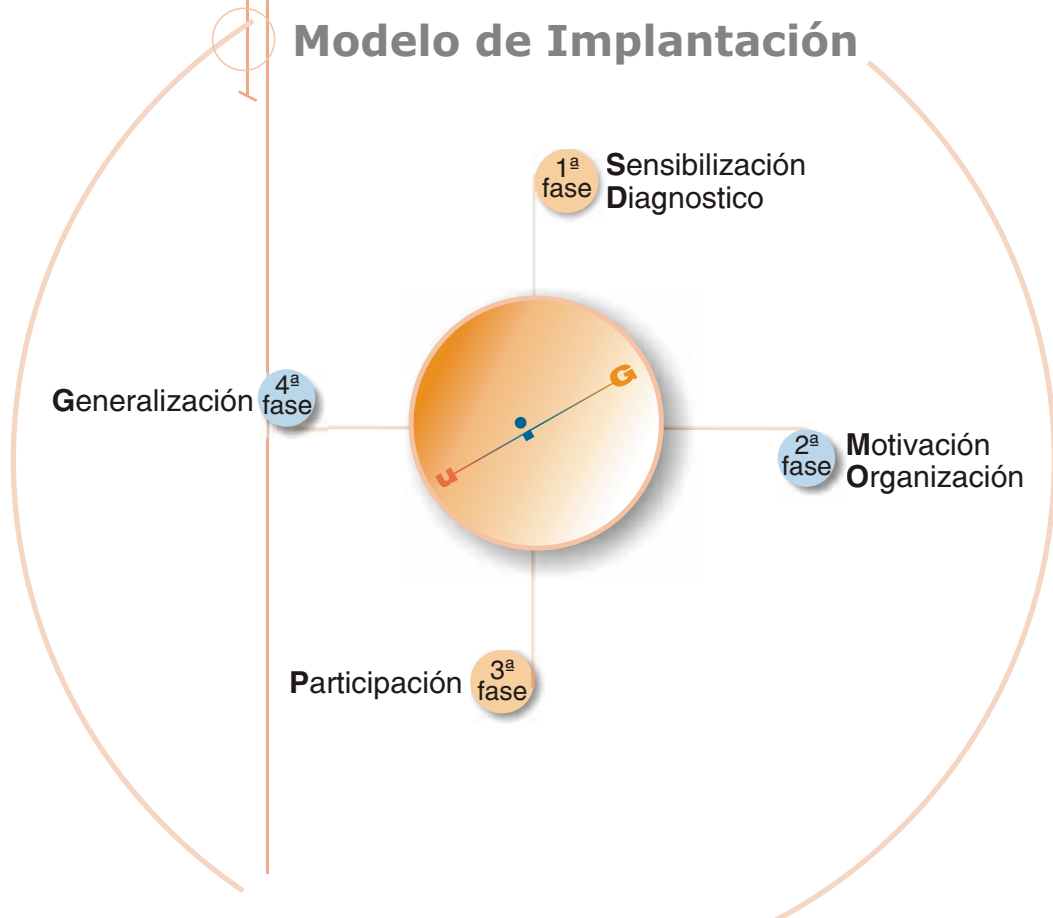 Modelo de Implantación
1ª
fase
Sensibilización
Diagnostico
G
u
4ª
fase
Generalización
2ª
fase
Motivación
Organización
Participación
3ª
fase